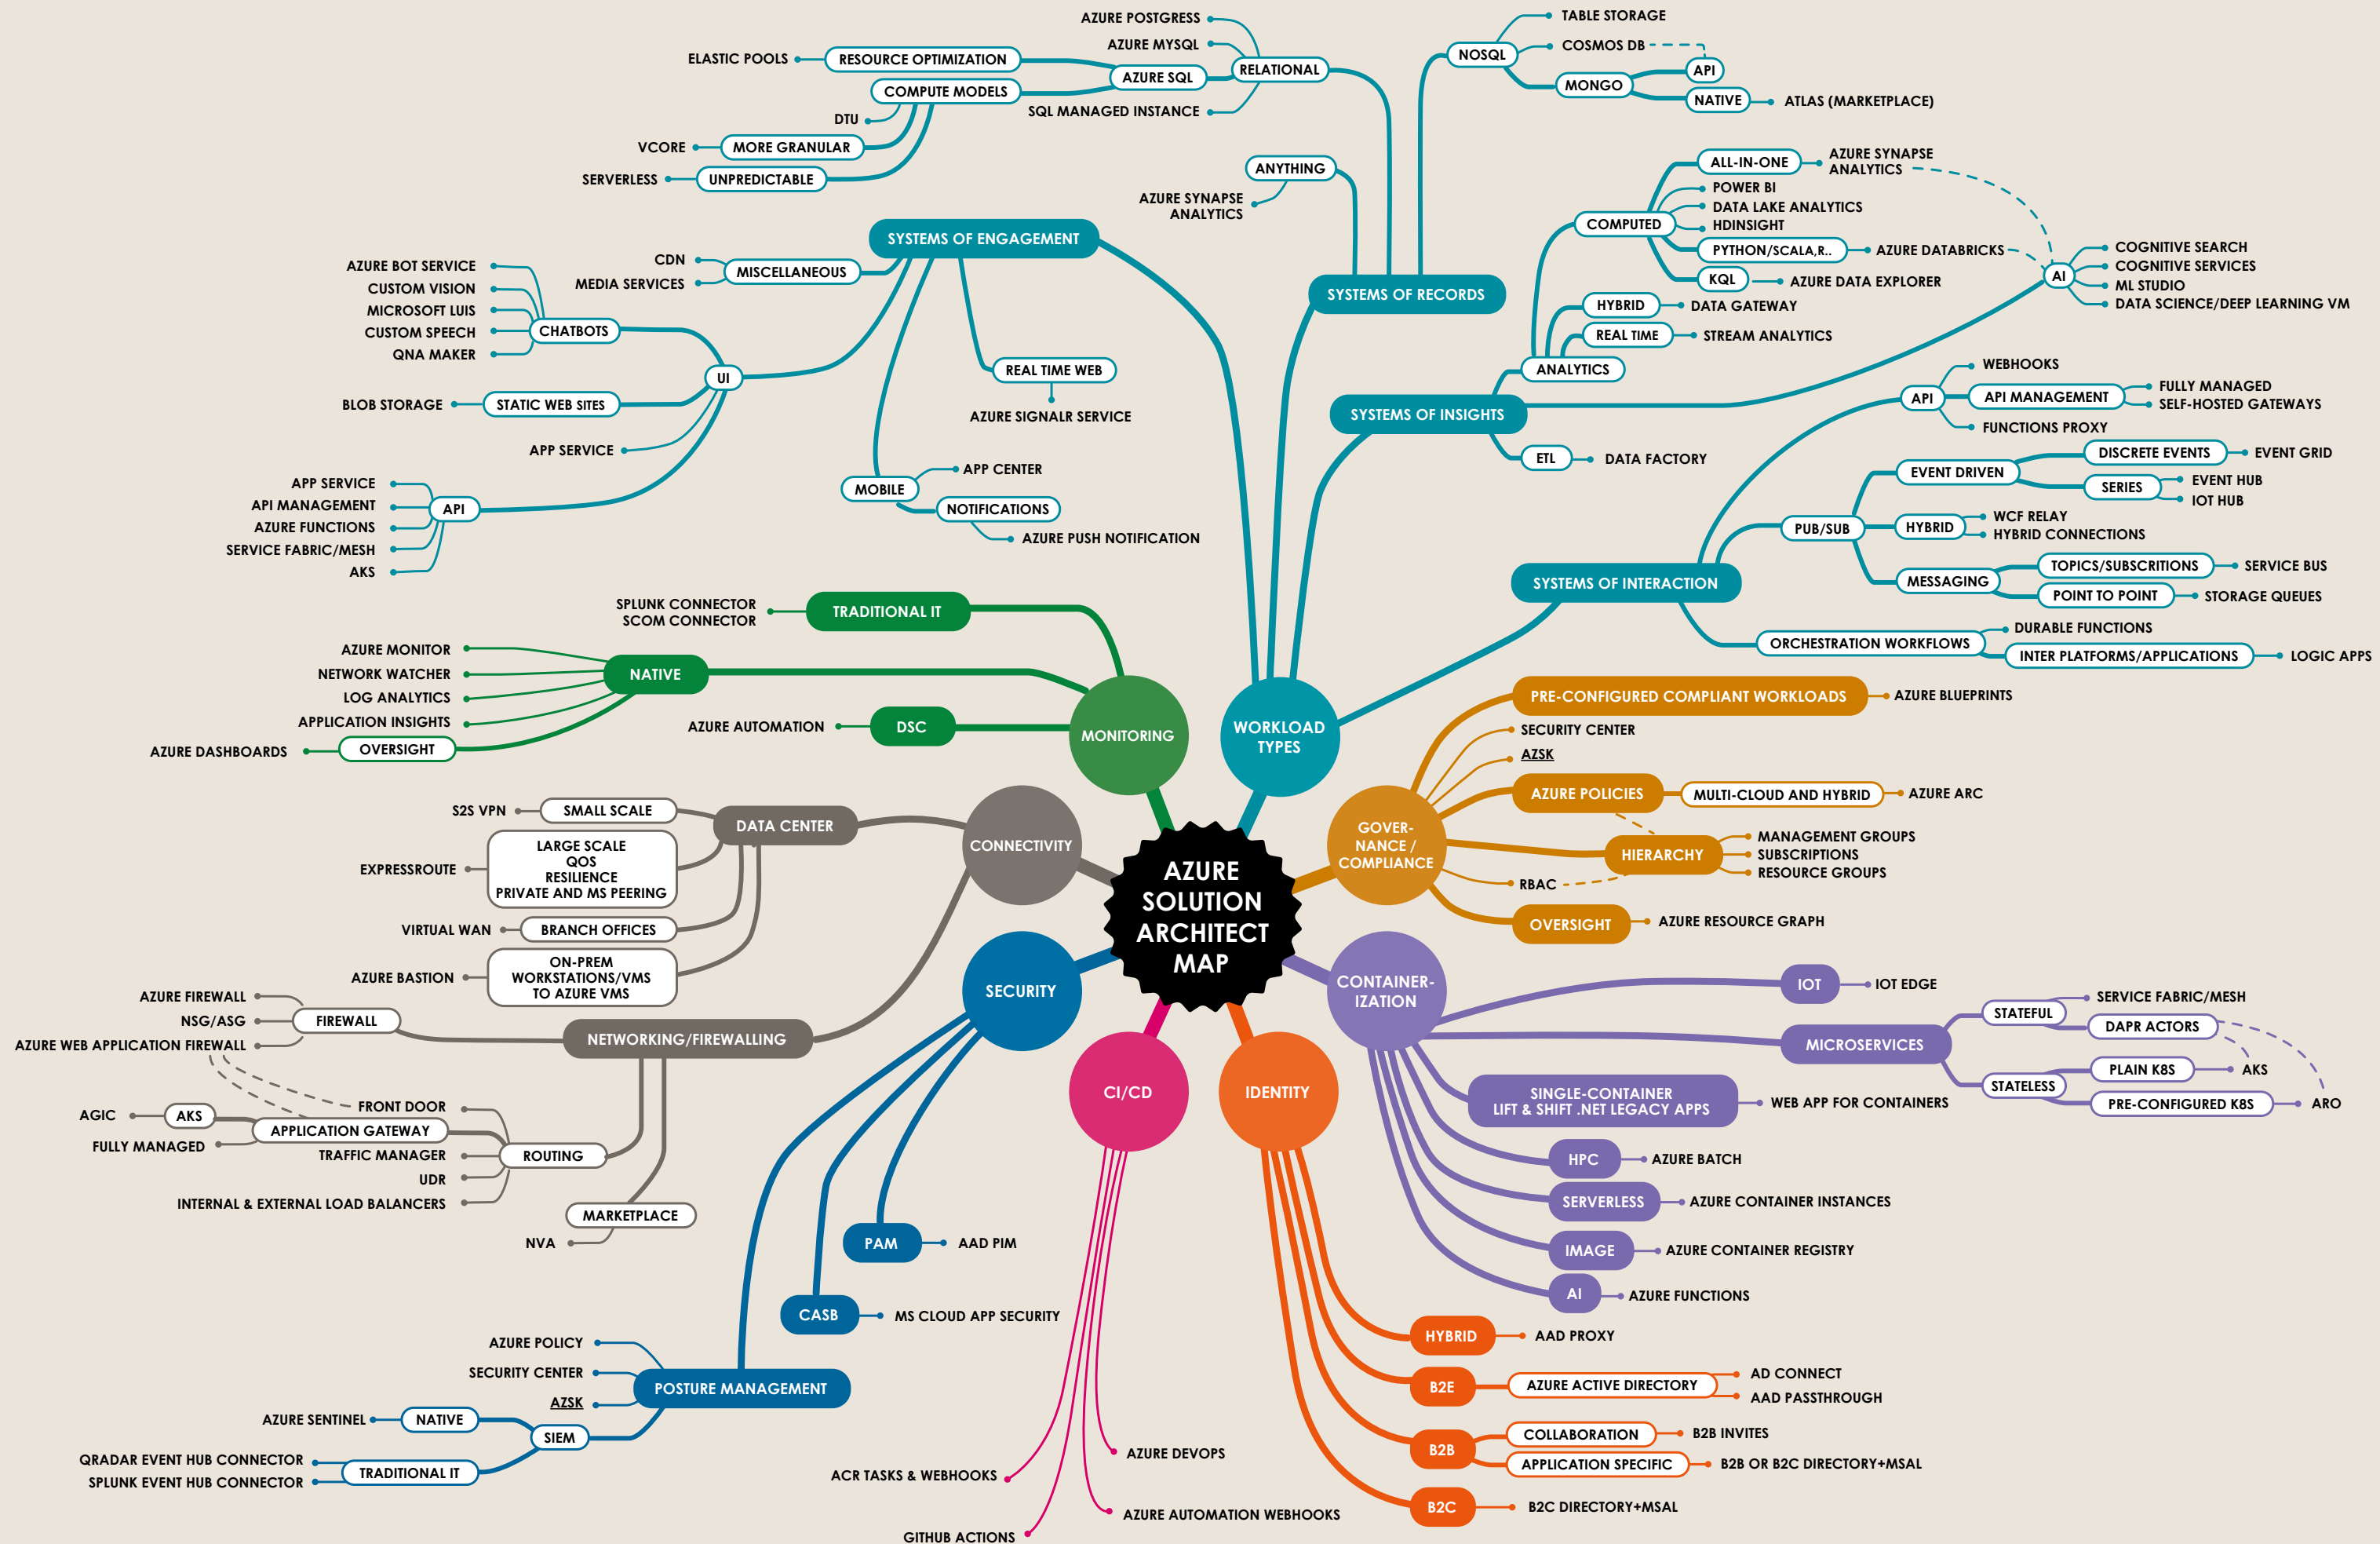 AZURE
SOLUTION
ARCHITECT
MAP
WORKLOAD
TYPES
SYSTEMS OF RECORDS
RELATIONAL
AZURE POSTGRESS
AZURE MYSQL
AZURE SQL
RESOURCE OPTIMIZATION
ELASTIC POOLS
COMPUTE MODELS
DTU
MORE GRANULAR
VCORE
UNPREDICTABLE
SERVERLESS
SQL MANAGED INSTANCE
ANYTHING
AZURE SYNAPSE
ANALYTICS
NOSQL
TABLE STORAGE
COSMOS DB
MONGO
API
NATIVE
ATLAS (MARKETPLACE)
SYSTEMS OF ENGAGEMENT
MISCELLANEOUS
CDN
MEDIA SERVICES
UI
CHATBOTS
AZURE BOT SERVICE
CUSTOM VISION
MICROSOFT LUIS
CUSTOM SPEECH
QNA MAKER
STATIC WEB SITES
BLOB STORAGE
APP SERVICE
API
APP SERVICE
API MANAGEMENT
AZURE FUNCTIONS
SERVICE FABRIC/MESH
AKS
REAL TIME WEB
AZURE SIGNALR SERVICE
MOBILE
APP CENTER
NOTIFICATIONS
AZURE PUSH NOTIFICATION
SYSTEMS OF INSIGHTS
ANALYTICS
COMPUTED
ALL-IN-ONE
AZURE SYNAPSE
ANALYTICS
POWER BI
DATA LAKE ANALYTICS
HDINSIGHT
PYTHON/SCALA,R..
AZURE DATABRICKS
KQL
AZURE DATA EXPLORER
HYBRID
DATA GATEWAY
REAL TIME
STREAM ANALYTICS
AI
COGNITIVE SEARCH
COGNITIVE SERVICES
ML STUDIO
DATA SCIENCE/DEEP LEARNING VM
ETL
DATA FACTORY
SYSTEMS OF INTERACTION
API
WEBHOOKS
API MANAGEMENT
FULLY MANAGED
SELF-HOSTED GATEWAYS
FUNCTIONS PROXY
PUB/SUB
EVENT DRIVEN
DISCRETE EVENTS
EVENT GRID
SERIES
EVENT HUB
IOT HUB
HYBRID
WCF RELAY
HYBRID CONNECTIONS
MESSAGING
TOPICS/SUBSCRITIONS
SERVICE BUS
POINT TO POINT
STORAGE QUEUES
ORCHESTRATION WORKFLOWS
DURABLE FUNCTIONS
INTER PLATFORMS/APPLICATIONS
LOGIC APPS
MONITORING
TRADITIONAL IT
SPLUNK CONNECTOR
SCOM CONNECTOR
NATIVE
AZURE MONITOR
NETWORK WATCHER
LOG ANALYTICS
APPLICATION INSIGHTS
OVERSIGHT
AZURE DASHBOARDS
DSC
AZURE AUTOMATION
GOVER-
NANCE /
COMPLIANCE
PRE-CONFIGURED COMPLIANT WORKLOADS
AZURE BLUEPRINTS
SECURITY CENTER
AZSK
AZURE POLICIES
MULTI-CLOUD AND HYBRID
AZURE ARC
HIERARCHY
MANAGEMENT GROUPS
SUBSCRIPTIONS
RESOURCE GROUPS
RBAC
OVERSIGHT
AZURE RESOURCE GRAPH
CONNECTIVITY
DATA CENTER
SMALL SCALE
S2S VPN
LARGE SCALE
QOS
RESILIENCE
PRIVATE AND MS PEERING
EXPRESSROUTE
BRANCH OFFICES
VIRTUAL WAN
ON-PREM
WORKSTATIONS/VMS
TO AZURE VMS
AZURE BASTION
NETWORKING/FIREWALLING
FIREWALL
AZURE FIREWALL
NSG/ASG
AZURE WEB APPLICATION FIREWALL
ROUTING
FRONT DOOR
APPLICATION GATEWAY
AKS
AGIC
FULLY MANAGED
TRAFFIC MANAGER
UDR
INTERNAL & EXTERNAL LOAD BALANCERS
MARKETPLACE
NVA
SECURITY
PAM
AAD PIM
CASB
MS CLOUD APP SECURITY
POSTURE MANAGEMENT
AZURE POLICY
SECURITY CENTER
AZSK
SIEM
NATIVE
AZURE SENTINEL
TRADITIONAL IT
QRADAR EVENT HUB CONNECTOR
SPLUNK EVENT HUB CONNECTOR
CI/CD
AZURE DEVOPS
ACR TASKS & WEBHOOKS
AZURE AUTOMATION WEBHOOKS
GITHUB ACTIONS
IDENTITY
HYBRID
AAD PROXY
B2E
AZURE ACTIVE DIRECTORY
AD CONNECT
AAD PASSTHROUGH
B2B
COLLABORATION
B2B INVITES
APPLICATION SPECIFIC
B2B OR B2C DIRECTORY+MSAL
B2C
B2C DIRECTORY+MSAL
CONTAINER-
IZATION
IOT
IOT EDGE
MICROSERVICES
STATEFUL
SERVICE FABRIC/MESH
DAPR ACTORS
STATELESS
PLAIN K8S
AKS
PRE-CONFIGURED K8S
ARO
SINGLE-CONTAINER
LIFT & SHIFT .NET LEGACY APPS
WEB APP FOR CONTAINERS
HPC
AZURE BATCH
SERVERLESS
AZURE CONTAINER INSTANCES
IMAGE
AZURE CONTAINER REGISTRY
AI
AZURE FUNCTIONS